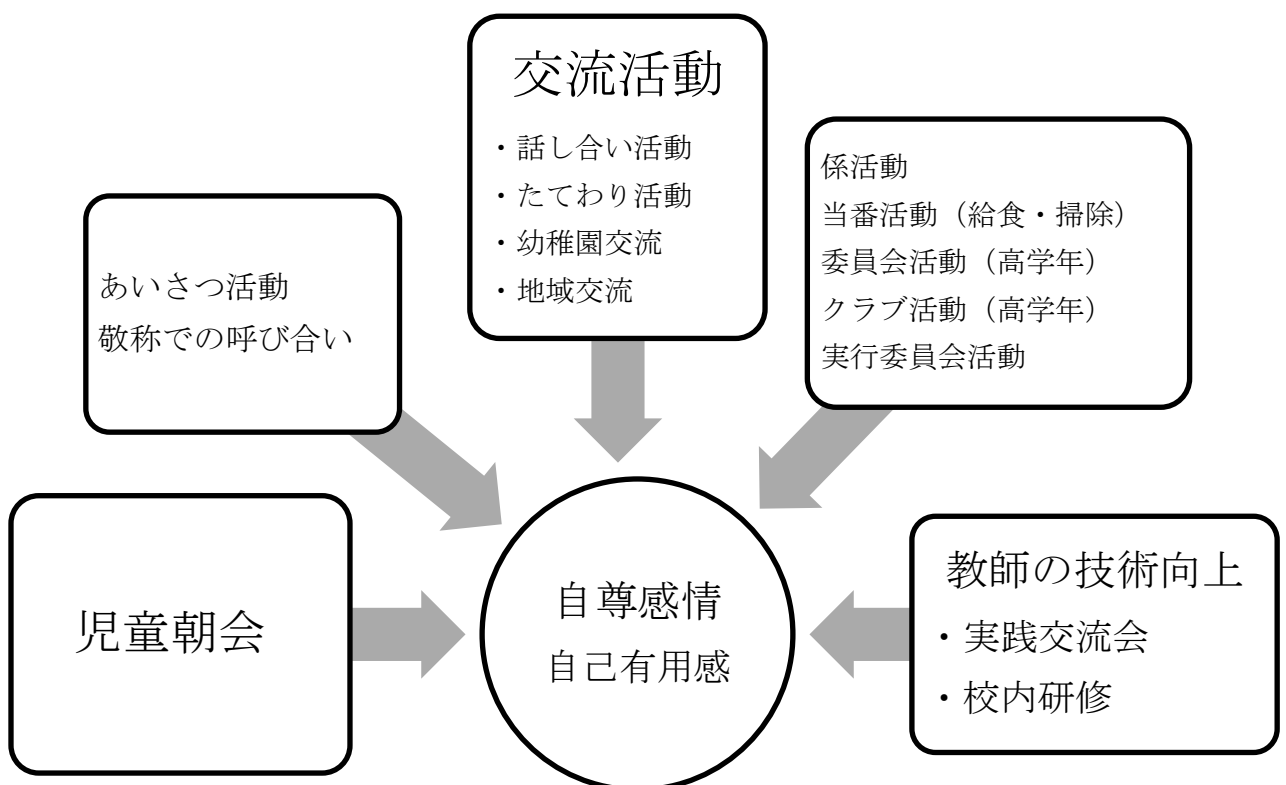 交流活動
・話し合い活動
・たてわり活動
・幼稚園交流
・地域交流
係活動
当番活動（給食・掃除）
委員会活動（高学年）
クラブ活動（高学年）
実行委員会活動
あいさつ活動
敬称での呼び合い
児童朝会
自尊感情
自己有用感
教師の技術向上
・実践交流会
・校内研修